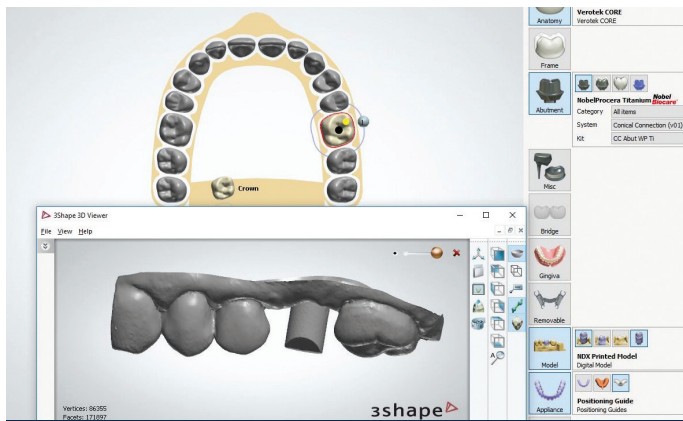 Anatomy
Verotek CORE
Verotek CORE
Frame
Abutment
NobelProcera Titanium Nobel Biocare
Category All items
System Conical Connection (v01)
Kit CC Abut WP Ti
Misc
Crown
Bridge
Gingiva
Removable
Model
NDX Printed Model
Digital Model
Appliance
Positioning Guide
Positioning Guides
3Shape 3D Viewer
File View Help
Vertices: 86355
Facets: 171897
3shape